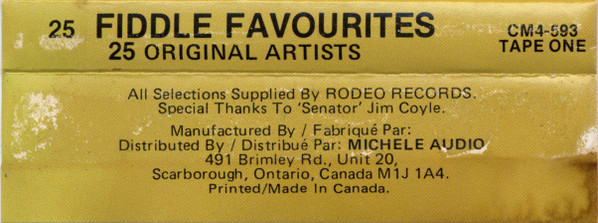 25 FIDDLE FAVOURITES
25 ORIGINAL ARTISTS
CM4-593
TAPE ONE
All Selections Supplied By RODEO RECORDS.
Special Thanks To 'Senator' Jim Coyle.
Manufactured By / Fabriqué Par:
Distributed By / Distribué Par: MICHELE AUDIO
491 Brimley Rd., Unit 20,
Scarborough, Ontario, Canada M1J 1A4.
Printed/Made In Canada.